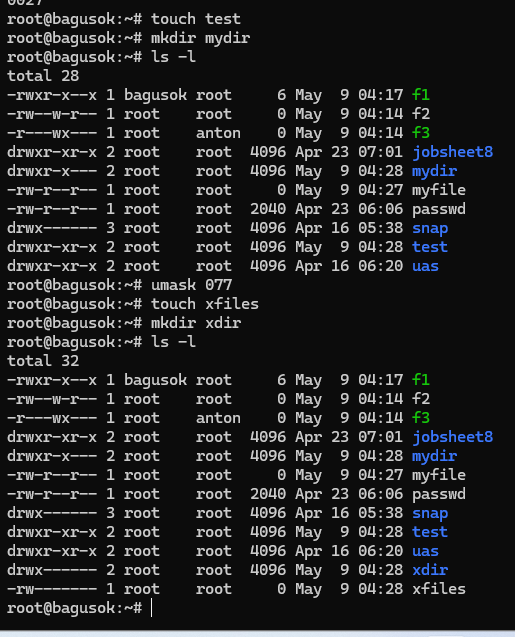 0027
root@bagusok:~# touch test
root@bagusok:~# mkdir mydir
root@bagusok:~# ls -l
total 28
-rwxr-x--x 1 bagusok root     6 May  9 04:17 f1
-rw--w-r-- 1 root    root     0 May  9 04:14 f2
-r---wx--- 1 root    anton    0 May  9 04:14 f3
drwxr-xr-x 2 root    root  4096 Apr 23 07:01 jobsheet8
drwxr-x--- 2 root    root  4096 May  9 04:28 mydir
-rw-r--r-- 1 root    root     0 May  9 04:27 myfile
-rw-r--r-- 1 root    root  2040 Apr 23 06:06 passwd
drwx------ 3 root    root  4096 Apr 16 05:38 snap
drwxr-xr-x 2 root    root  4096 May  9 04:28 test
drwxr-xr-x 2 root    root  4096 Apr 16 06:20 uas
root@bagusok:~# umask 077
root@bagusok:~# touch xfiles
root@bagusok:~# mkdir xdir
root@bagusok:~# ls -l
total 32
-rwxr-x--x 1 bagusok root     6 May  9 04:17 f1
-rw--w-r-- 1 root    root     0 May  9 04:14 f2
-r---wx--- 1 root    anton    0 May  9 04:14 f3
drwxr-xr-x 2 root    root  4096 Apr 23 07:01 jobsheet8
drwxr-x--- 2 root    root  4096 May  9 04:28 mydir
-rw-r--r-- 1 root    root     0 May  9 04:27 myfile
-rw-r--r-- 1 root    root  2040 Apr 23 06:06 passwd
drwx------ 3 root    root  4096 Apr 16 05:38 snap
drwxr-xr-x 2 root    root  4096 May  9 04:28 test
drwxr-xr-x 2 root    root  4096 Apr 16 06:20 uas
drwx------ 2 root    root  4096 May  9 04:28 xdir
-rw------- 1 root    root     0 May  9 04:28 xfiles
root@bagusok:~#